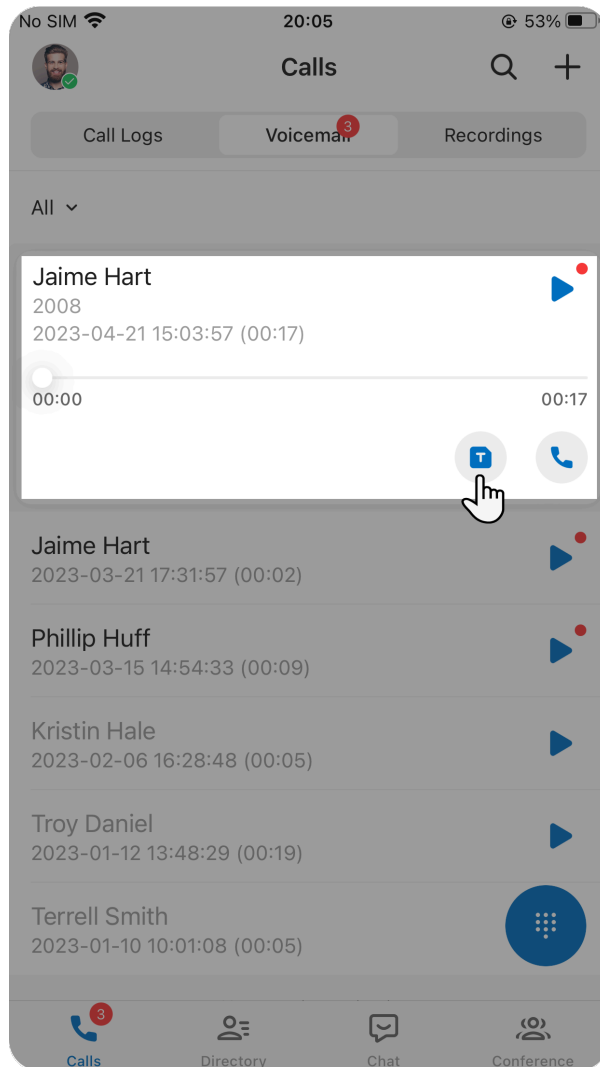 No SIM 20:05 53%
Calls
Call Logs Voicemail 3 Recordings
All
Jaime Hart
2008
2023-04-21 15:03:57 (00:17)
00:00 00:17
T
Jaime Hart
2023-03-21 17:31:57 (00:02)
Phillip Huff
2023-03-15 14:54:33 (00:09)
Kristin Hale
2023-02-06 16:28:48 (00:05)
Troy Daniel
2023-01-12 13:48:29 (00:19)
Terrell Smith
2023-01-10 10:01:08 (00:05)
3
Calls Directory Chat Conference